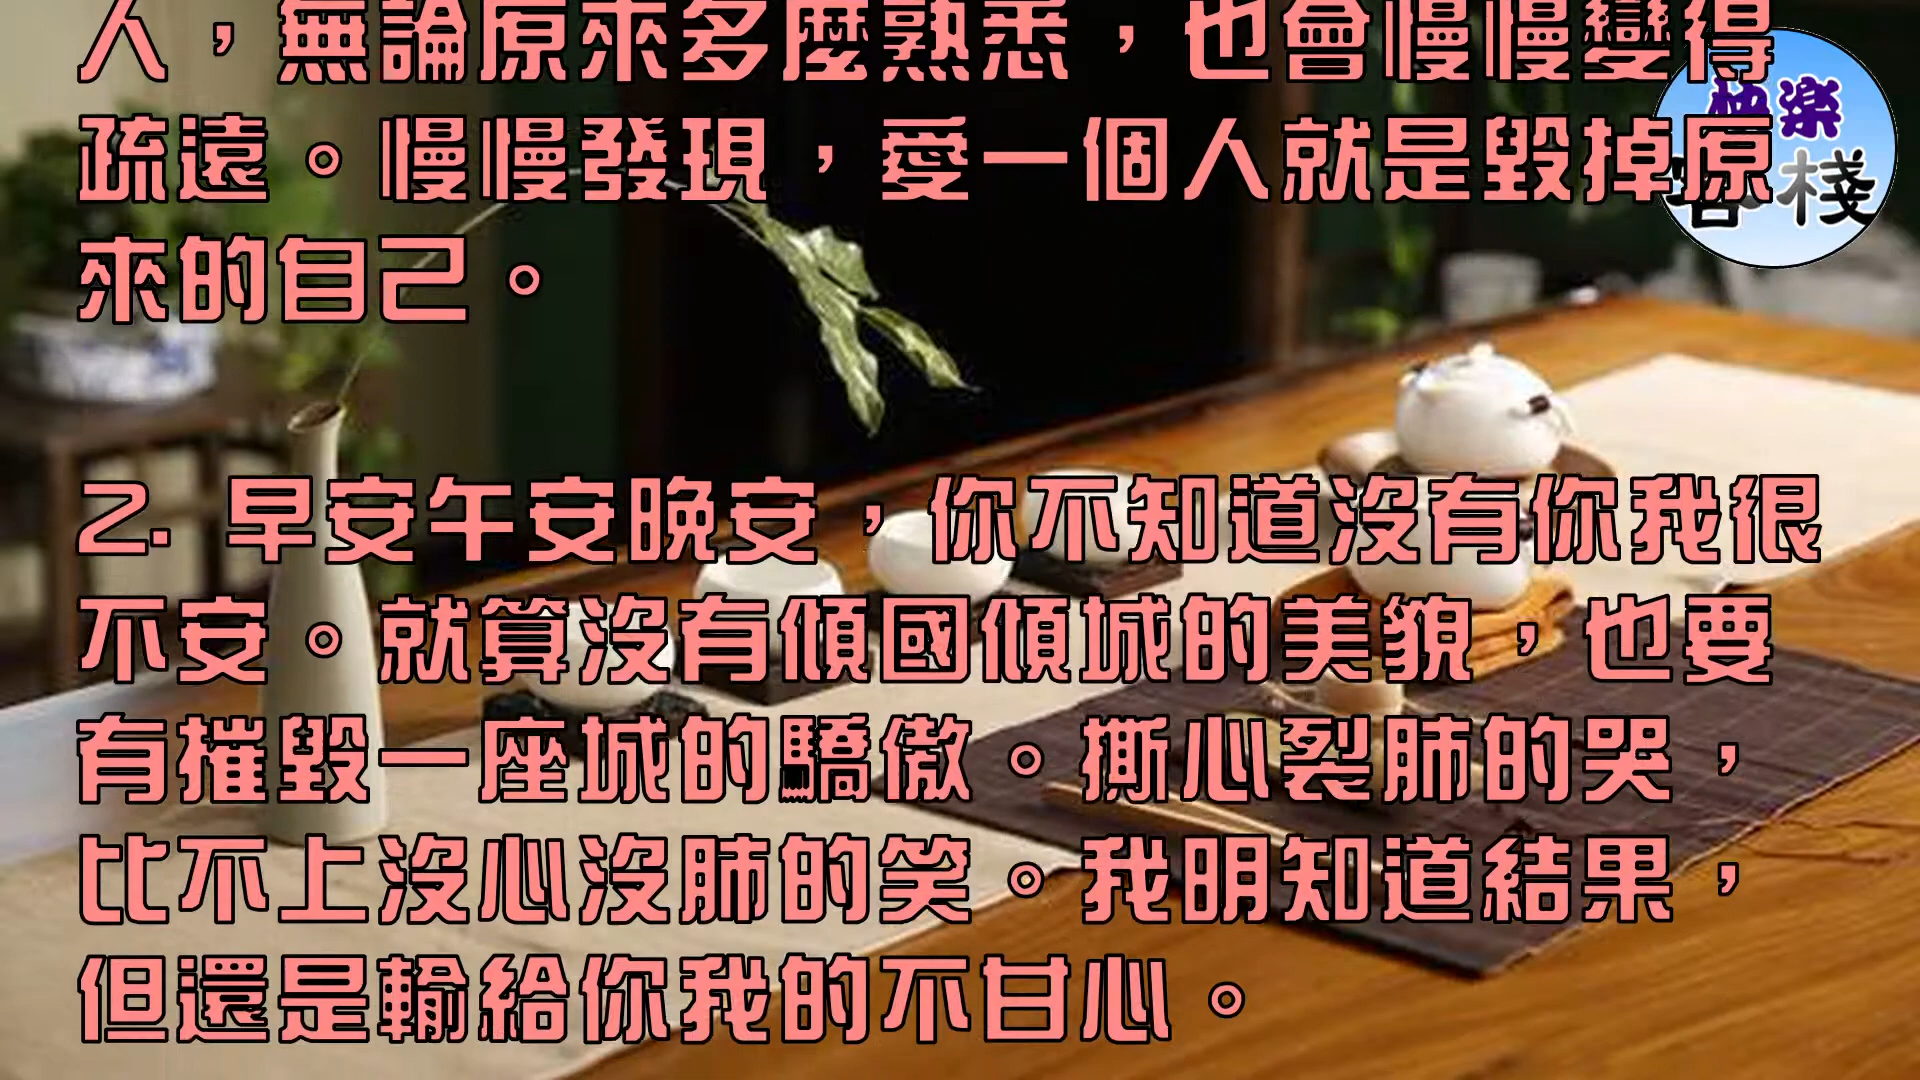 人，無論原來多麼熟悉，也會慢慢變得
疏遠。慢慢發現，愛一個人就是毀掉原
來的自己。
快樂
客棧
2. 早安午安晚安，你不知道沒有你我很
不安。就算沒有傾國傾城的美貌，也要
有摧毀一座城的驕傲。撕心裂肺的哭，
比不上沒心沒肺的笑。我明知道結果，
但還是輸給你我的不甘心。